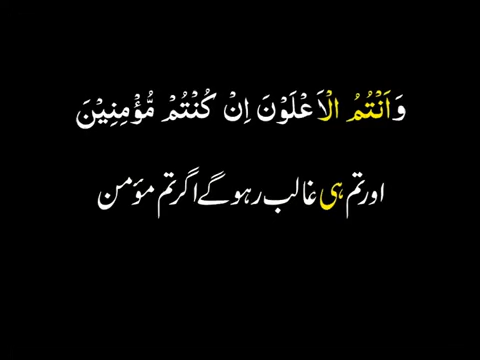 وَاَنْتُمُ الْاَعْلَوْنَ اِنْ كُنْتُمْ مُّؤْمِنِيْنَ
اور تم ہی غالب رہو گے اگر تم مؤمن